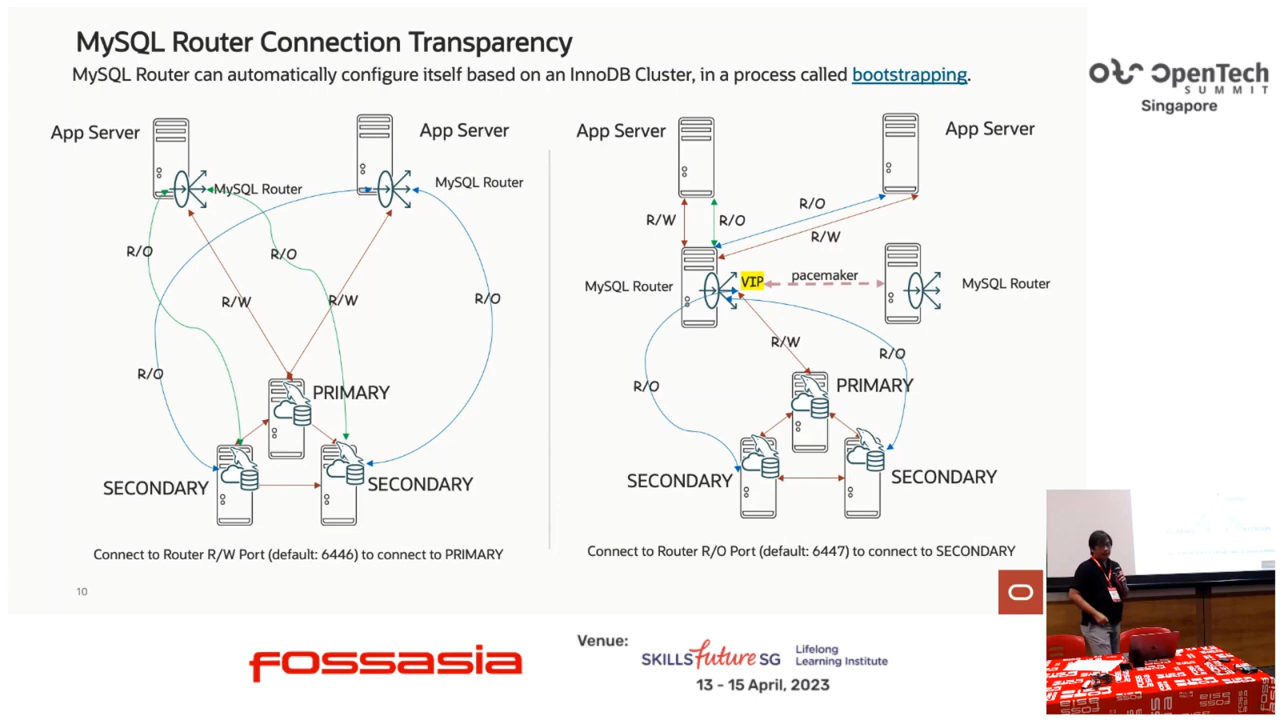 MySQL Router Connection Transparency
MySQL Router can automatically configure itself based on an InnoDB Cluster, in a process called bootstrapping.
OpenTech
SUMMIT
Singapore
App Server
App Server
MySQL Router
MySQL Router
R/O
R/O
R/W
R/W
R/O
R/O
PRIMARY
SECONDARY
SECONDARY
Connect to Router R/W Port (default: 6446) to connect to PRIMARY
App Server
App Server
R/W
R/O
R/O
R/W
MySQL Router
VIP
pacemaker
MySQL Router
R/W
R/O
R/O
PRIMARY
SECONDARY
SECONDARY
Connect to Router R/O Port (default: 6447) to connect to SECONDARY
10
FOSSASIA
Venue:
SKILLS future SG
Lifelong
Learning Institute
13 - 15 April, 2023